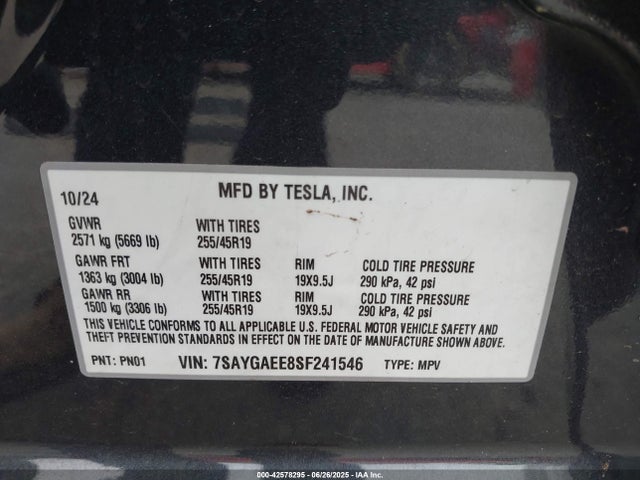 10/24 MFD BY TESLA, INC.
GVWR WITH TIRES
2571 kg (5669 lb) 255/45R19
GAWR FRT WITH TIRES RIM COLD TIRE PRESSURE
1363 kg (3004 lb) 255/45R19 19X9.5J 290 kPa, 42 psi
GAWR RR WITH TIRES RIM COLD TIRE PRESSURE
1500 kg (3306 lb) 255/45R19 19X9.5J 290 kPa, 42 psi
THIS VEHICLE CONFORMS TO ALL APPLICABLE U.S. FEDERAL MOTOR VEHICLE SAFETY AND
THEFT PREVENTION STANDARDS IN EFFECT ON THE DATE OF MANUFACTURE SHOWN ABOVE.
PNT: PN01 VIN: 7SAYGAEE8SF241546 TYPE: MPV
000-42578295 - 06/26/2025 - IAA Inc.